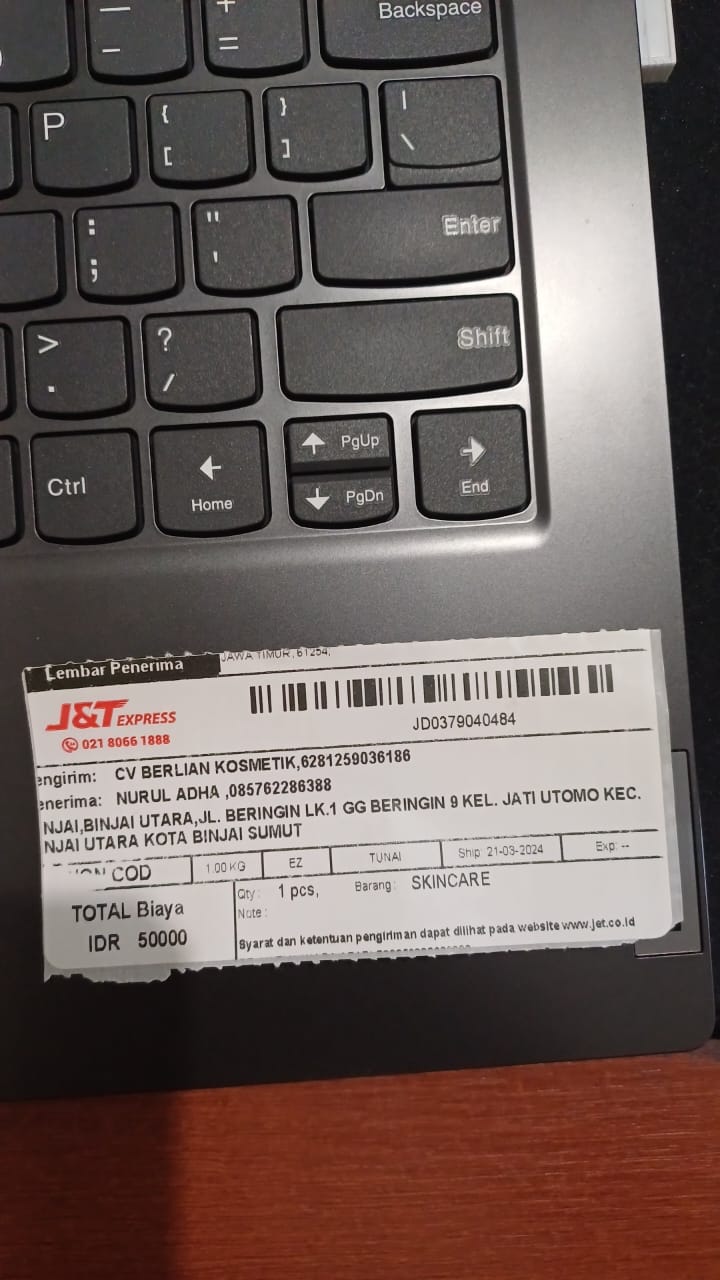 — Backspace
- + =
P { [ } ] | \
: ; " ' Enter
> . ? / Shift
Ctrl ← Home ↑ PgUp ↓ PgDn → End
JAWA TIMUR, 61254,
Lembar Penerima
J&T EXPRESS
021 8066 1888
JD0379040484
engirim: CV BERLIAN KOSMETIK,6281259036186
enerima: NURUL ADHA ,085762286388
NJAI,BINJAI UTARA,JL. BERINGIN LK.1 GG BERINGIN 9 KEL. JATI UTOMO KEC.
NJAI UTARA KOTA BINJAI SUMUT
COD 1.00 KG EZ TUNAI Ship: 21-03-2024 Exp: --
Qty: 1 pcs, Barang: SKINCARE
Note:
TOTAL Biaya
IDR 50000
Syarat dan ketentuan pengiriman dapat dilihat pada website www.jet.co.id